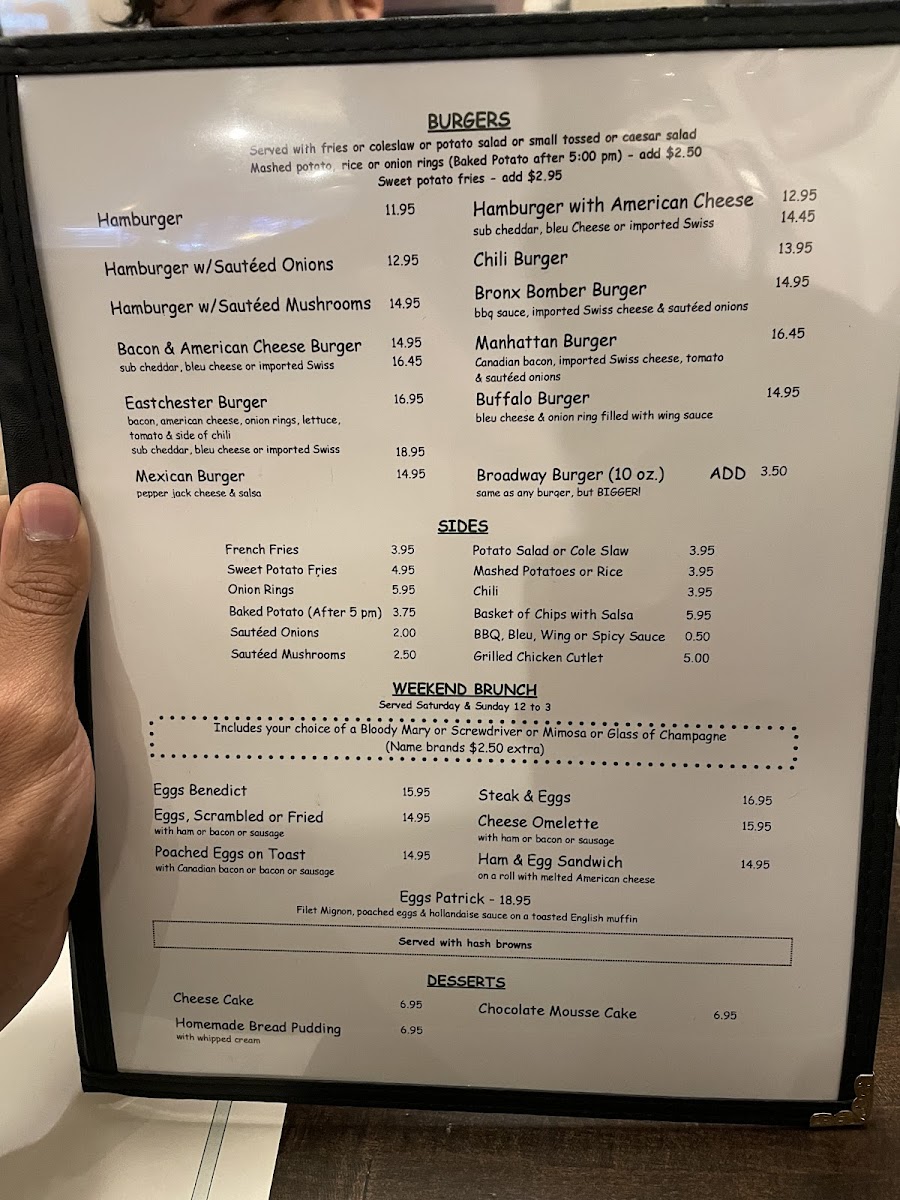 BURGERS
Served with fries or coleslaw or potato salad or small tossed or caesar salad
Mashed potato, rice or onion rings (Baked Potato after 5:00 pm) - add $2.50
Sweet potato fries - add $2.95
Hamburger 11.95
Hamburger w/Sautéed Onions 12.95
Hamburger w/Sautéed Mushrooms 14.95
Bacon & American Cheese Burger 14.95
sub cheddar, bleu cheese or imported Swiss 16.45
Eastchester Burger 16.95
bacon, american cheese, onion rings, lettuce,
tomato & side of chili
sub cheddar, bleu cheese or imported Swiss 18.95
Mexican Burger 14.95
pepper jack cheese & salsa
Hamburger with American Cheese 12.95
sub cheddar, bleu Cheese or imported Swiss 14.45
Chili Burger 13.95
Bronx Bomber Burger 14.95
bbq sauce, imported Swiss cheese & sautéed onions
Manhattan Burger 16.45
Canadian bacon, imported Swiss cheese, tomato
& sautéed onions
Buffalo Burger 14.95
bleu cheese & onion ring filled with wing sauce
Broadway Burger (10 oz.) ADD 3.50
same as any burger, but BIGGER!
SIDES
French Fries 3.95
Sweet Potato Fries 4.95
Onion Rings 5.95
Baked Potato (After 5 pm) 3.75
Sautéed Onions 2.00
Sautéed Mushrooms 2.50
Potato Salad or Cole Slaw 3.95
Mashed Potatoes or Rice 3.95
Chili 3.95
Basket of Chips with Salsa 5.95
BBQ, Bleu, Wing or Spicy Sauce 0.50
Grilled Chicken Cutlet 5.00
WEEKEND BRUNCH
Served Saturday & Sunday 12 to 3
Includes your choice of a Bloody Mary or Screwdriver or Mimosa or Glass of Champagne
(Name brands $2.50 extra)
Eggs Benedict 15.95
Eggs, Scrambled or Fried 14.95
with ham or bacon or sausage
Poached Eggs on Toast 14.95
with Canadian bacon or bacon or sausage
Steak & Eggs 16.95
Cheese Omelette 15.95
with ham or bacon or sausage
Ham & Egg Sandwich 14.95
on a roll with melted American cheese
Eggs Patrick - 18.95
Filet Mignon, poached eggs & hollandaise sauce on a toasted English muffin
Served with hash browns
DESSERTS
Cheese Cake 6.95
Homemade Bread Pudding 6.95
with whipped cream
Chocolate Mousse Cake 6.95